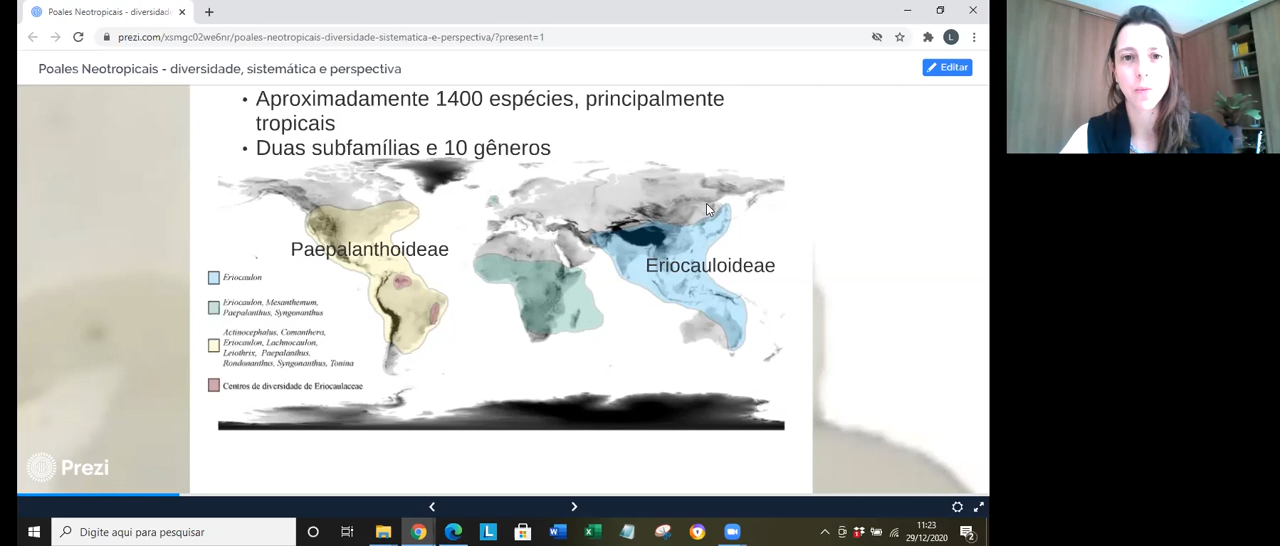 Poales Neotropicais - diversidad
prezi.com/xsmgc02we6nr/poales-neotropicais-diversidade-sistematica-e-perspectiva/?present=1
L
Poales Neotropicais - diversidade, sistemática e perspectiva
Editar
• Aproximadamente 1400 espécies, principalmente
tropicais
• Duas subfamílias e 10 gêneros
Paepalanthoideae
Eriocauloideae
Eriocaulon
Eriocaulon, Mesanthemum,
Paepalanthus, Syngonanthus
Actinocephalus, Comanthera,
Eriocaulon, Lachnocaulon,
Leiothrix, Paepalanthus,
Rondonanthus, Syngonanthus, Tonina
Centros de diversidade de Eriocaulaceae
Prezi
Digite aqui para pesquisar
L
11:23
29/12/2020
2